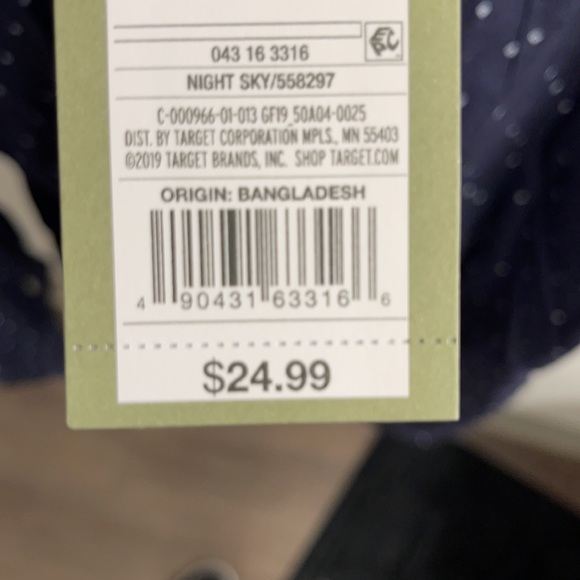 043 16 3316
NIGHT SKY/558297
C-000966-01-013 GF19_50A04-0025
DIST. BY TARGET CORPORATION MPLS., MN 55403
©2019 TARGET BRANDS, INC. SHOP TARGET.COM
ORIGIN: BANGLADESH
4 90431 63316 6
$24.99